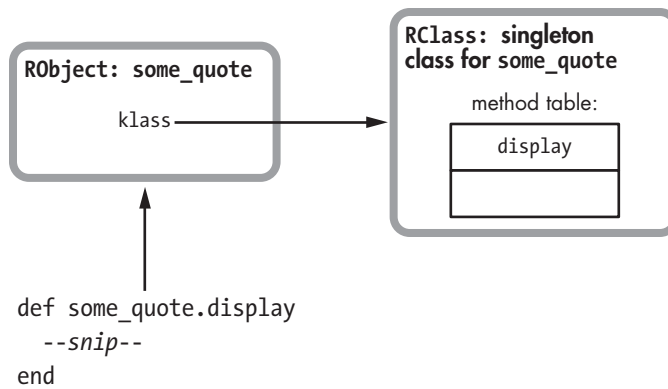 RObject: some_quote
klass
RClass: singleton
class for some_quote
method table:
display
def some_quote.display
--snip--
end